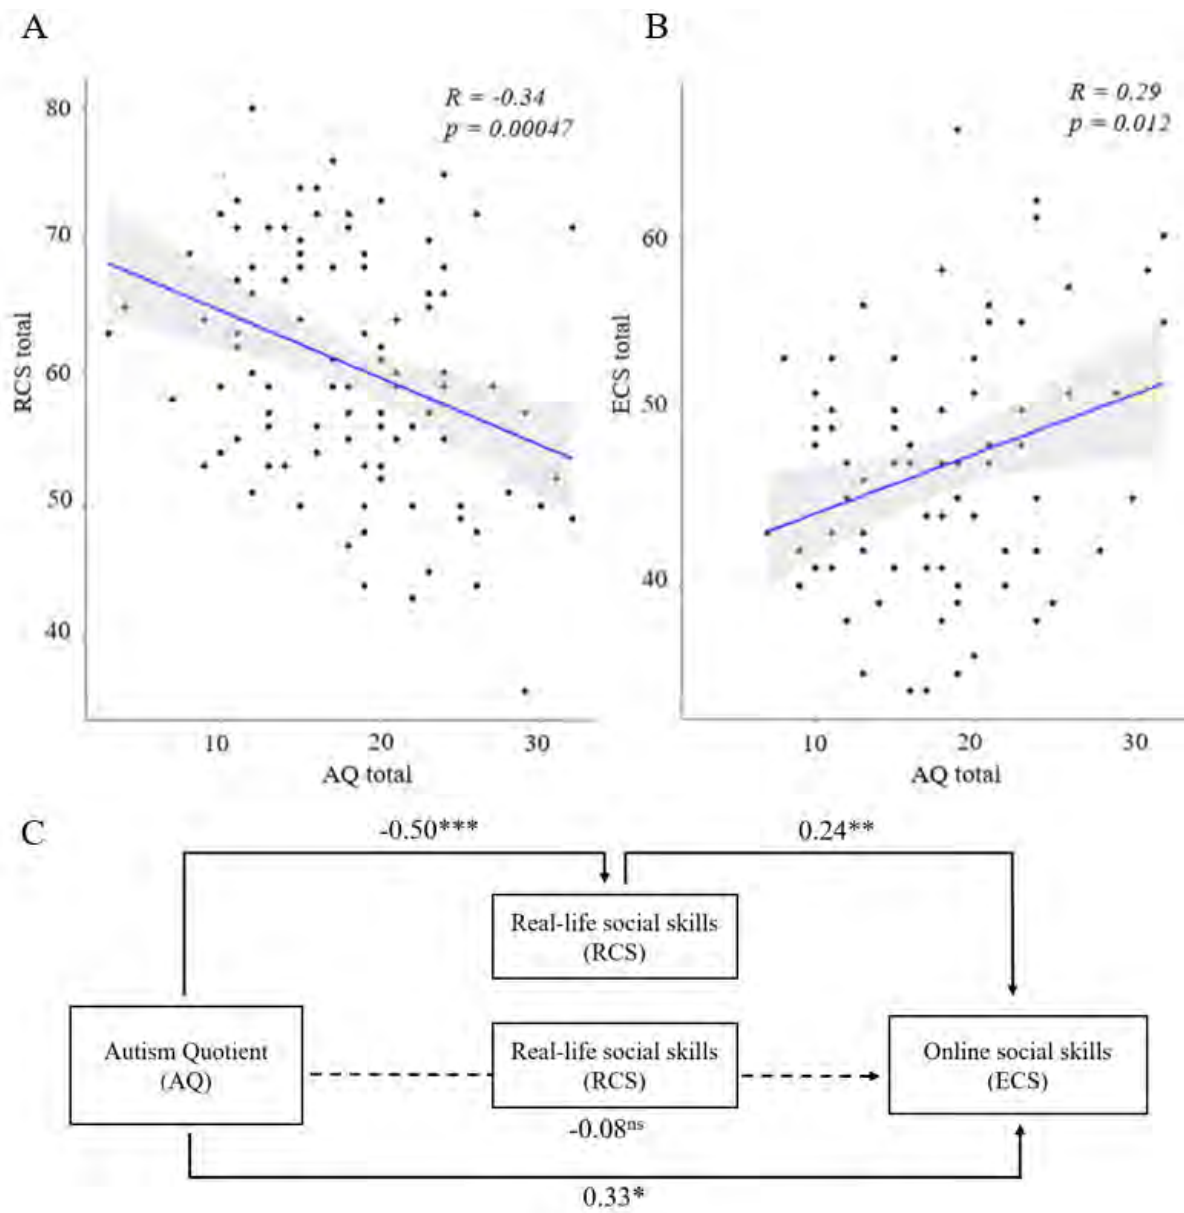 A
B
R = -0.34
p = 0.00047
R = 0.29
p = 0.012
RCS total
80
70
60
50
40
10 20 30
AQ total
ECS total
60
50
40
10 20 30
AQ total
C
-0.50***
0.24**
Real-life social skills
(RCS)
Autism Quotient
(AQ)
Real-life social skills
(RCS)
Online social skills
(ECS)
-0.08ns
0.33*